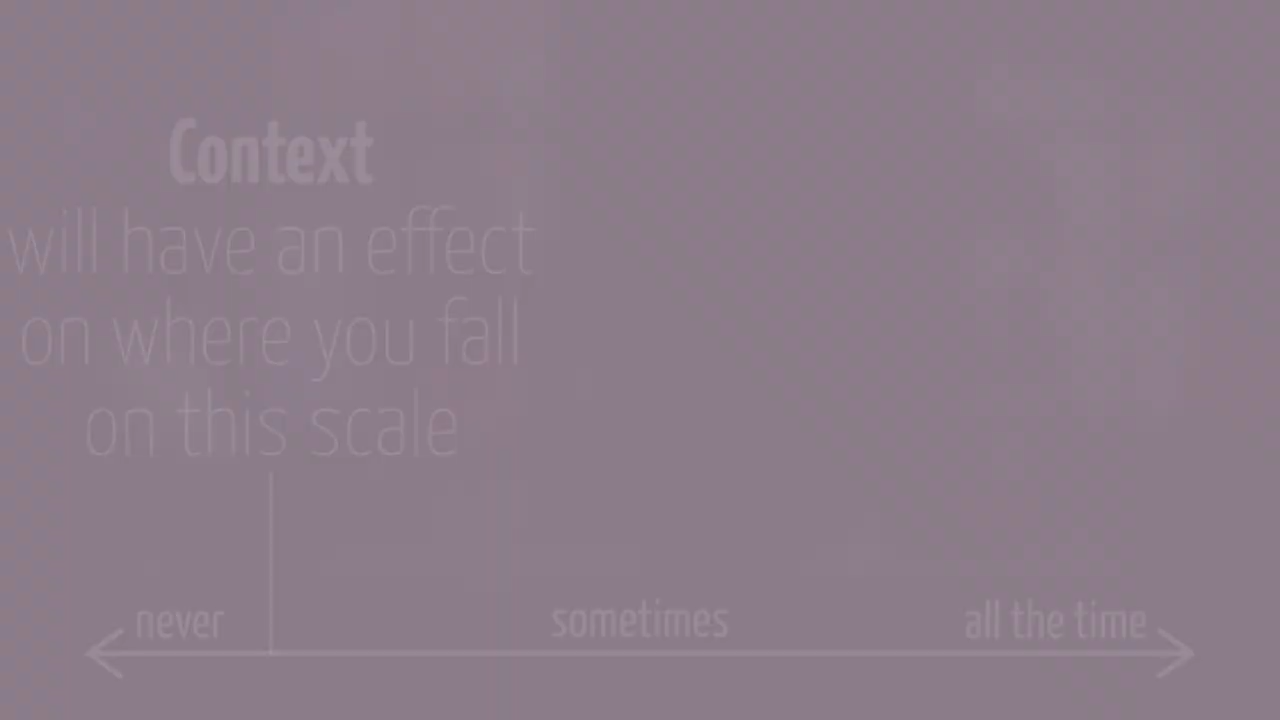 Context
will have an effect
on where you fall
on this scale
never sometimes all the time